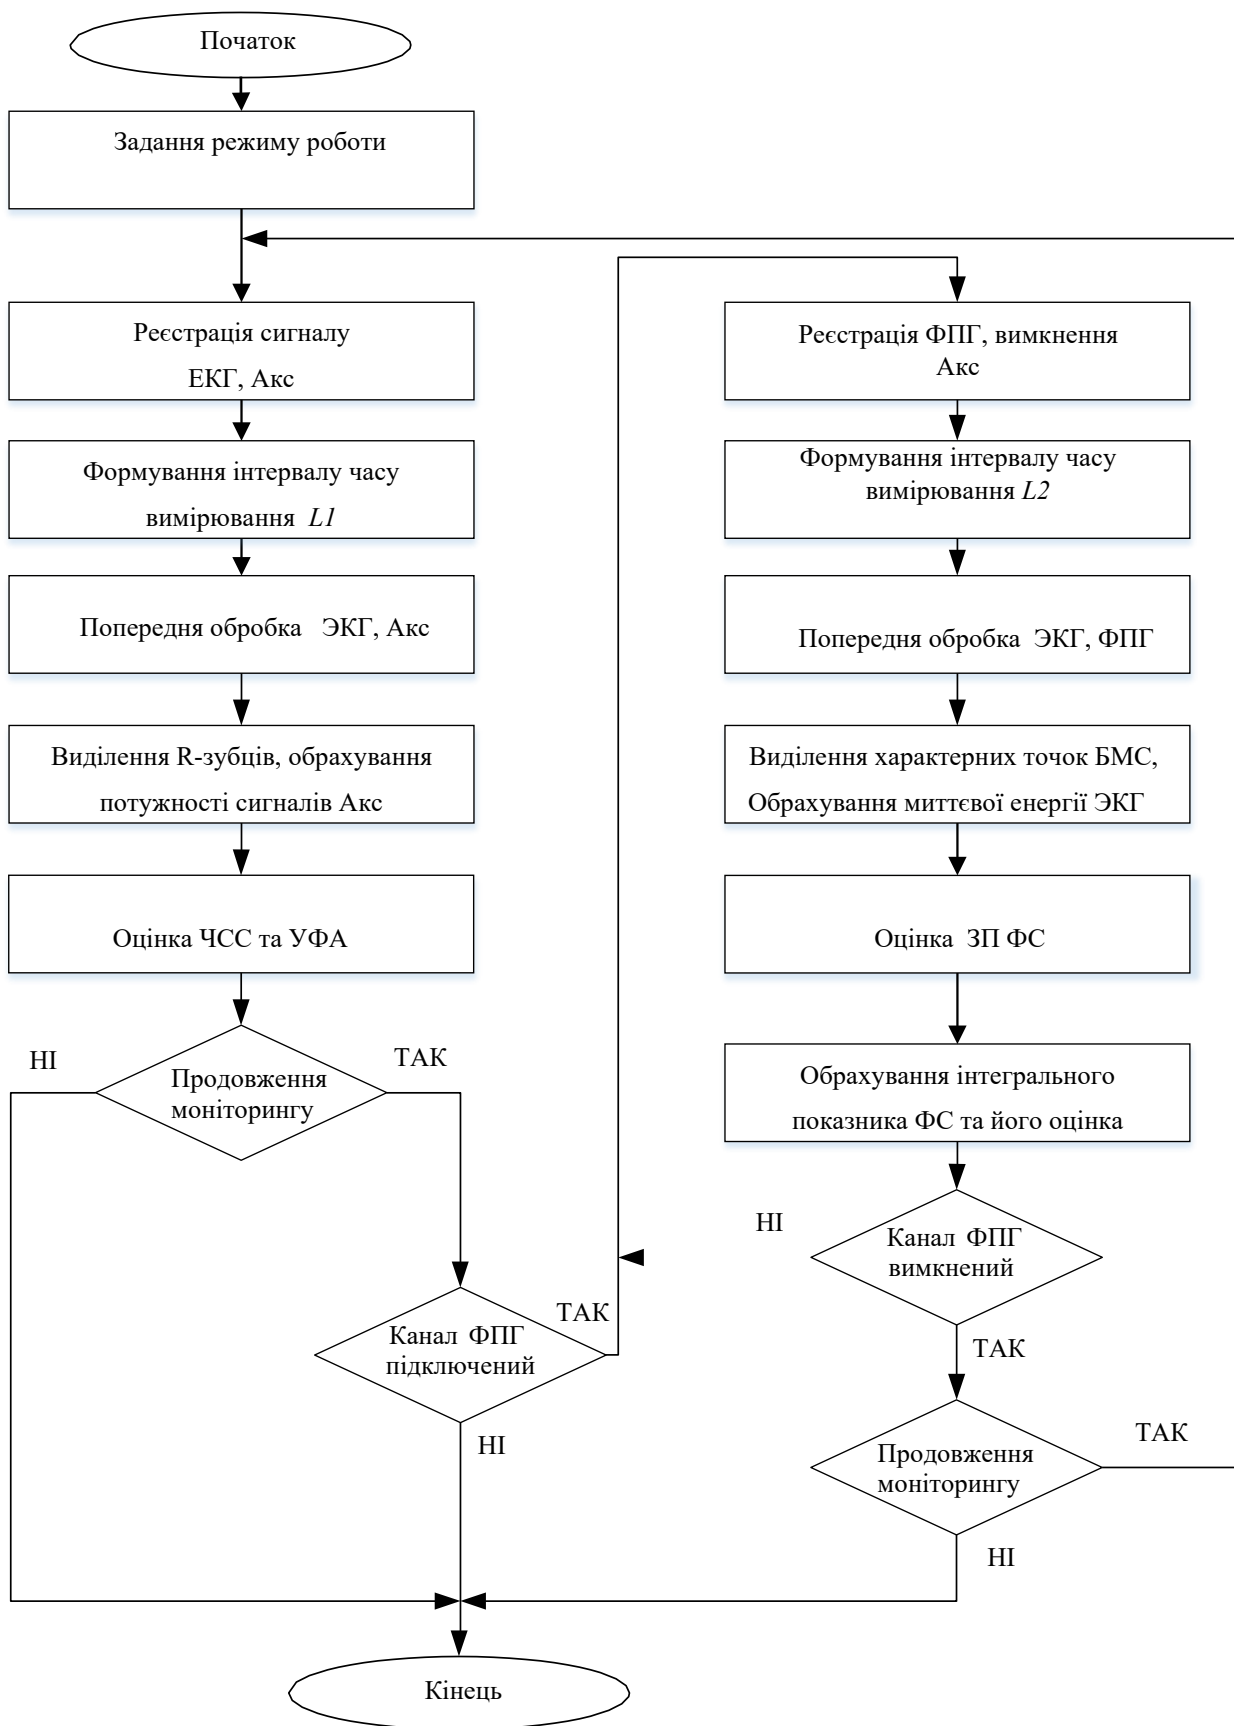 Початок
Задання режиму роботи
Реєстрація сигналу
ЕКГ, Акс
Формування інтервалу часу
вимірювання L1
Попередня обробка ЭКГ, Акс
Виділення R-зубців, обрахування
потужності сигналів Акс
Оцінка ЧСС та УФА
НІ
ТАК
Продовження
моніторингу
ТАК
Канал ФПГ
підключений
НІ
Реєстрація ФПГ, вимкнення
Акс
Формування інтервалу часу
вимірювання L2
Попередня обробка ЭКГ, ФПГ
Виділення характерних точок БМС,
Обрахування миттєвої енергії ЭКГ
Оцінка ЗП ФС
Обрахування інтегрального
показника ФС та його оцінка
НІ
Канал ФПГ
вимкнений
ТАК
ТАК
Продовження
моніторингу
НІ
Кінець